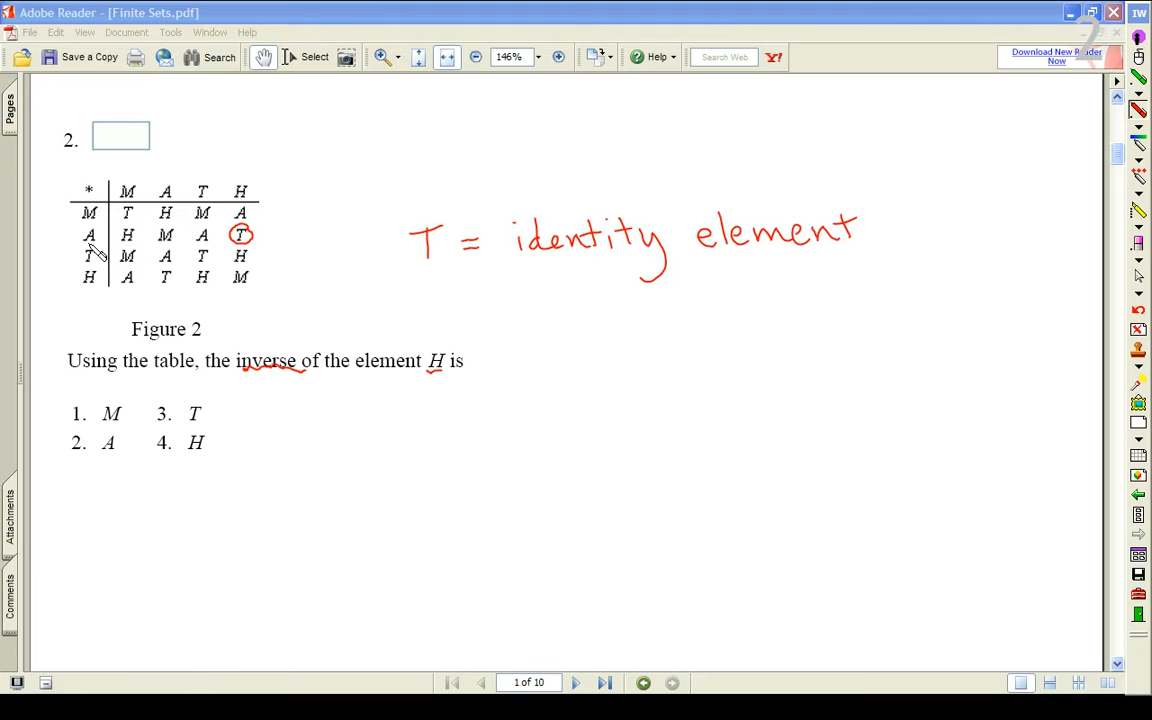 Adobe Reader - [Finite Sets.pdf]
IW
File Edit View Document Tools Window Help
Save a Copy Search Select 146% Help Search Web Y! Download New Reader Now
2
Pages
2.
* M A T H
M T H M A
A H M A T
T M A T H
H A T H M
T = identity element
Figure 2
Using the table, the inverse of the element H is
1. M 3. T
2. A 4. H
Attachments
Comments
1 of 10